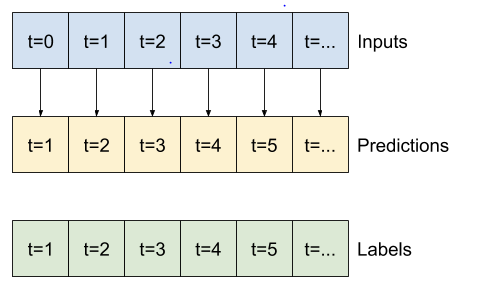 t=0 t=1 t=2 t=3 t=4 t=... Inputs
t=1 t=2 t=3 t=4 t=5 t=... Predictions
t=1 t=2 t=3 t=4 t=5 t=... Labels